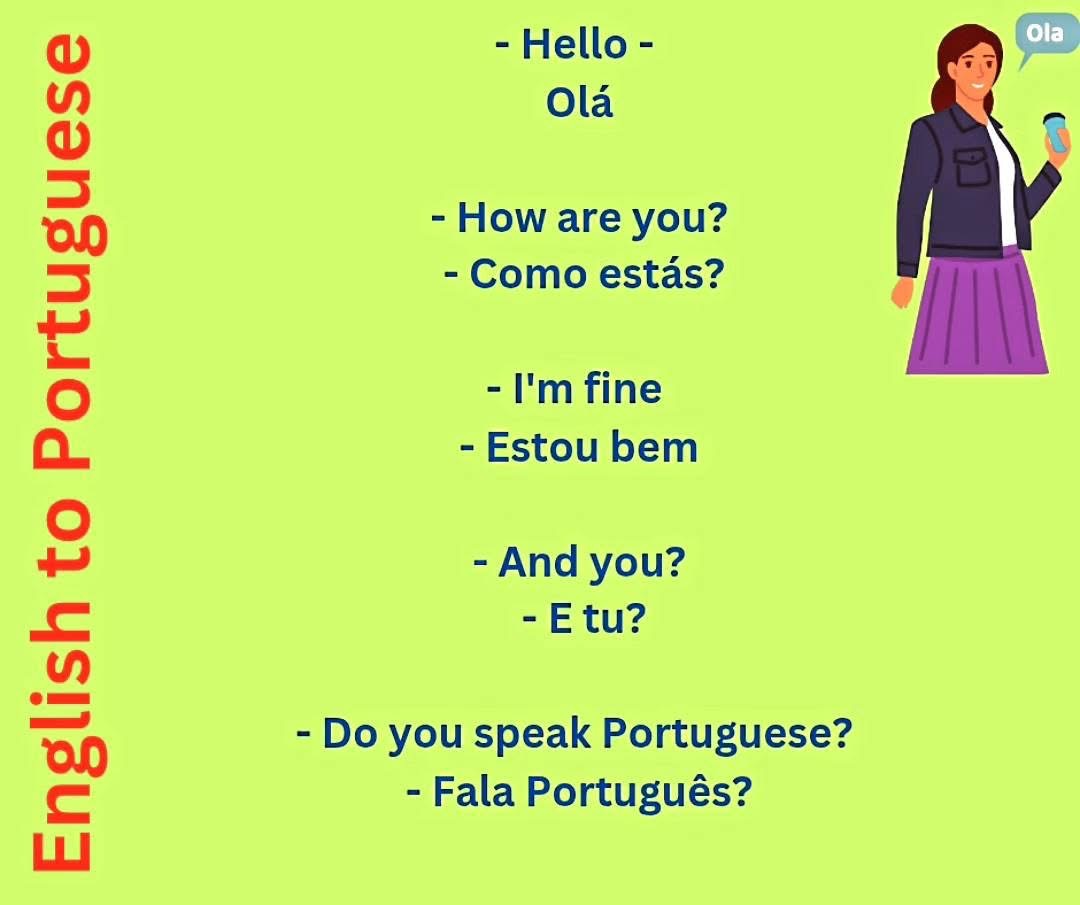 English to Portuguese
- Hello -
Olá
- How are you?
- Como estás?
- I'm fine
- Estou bem
- And you?
- E tu?
- Do you speak Portuguese?
- Fala Português?
Ola